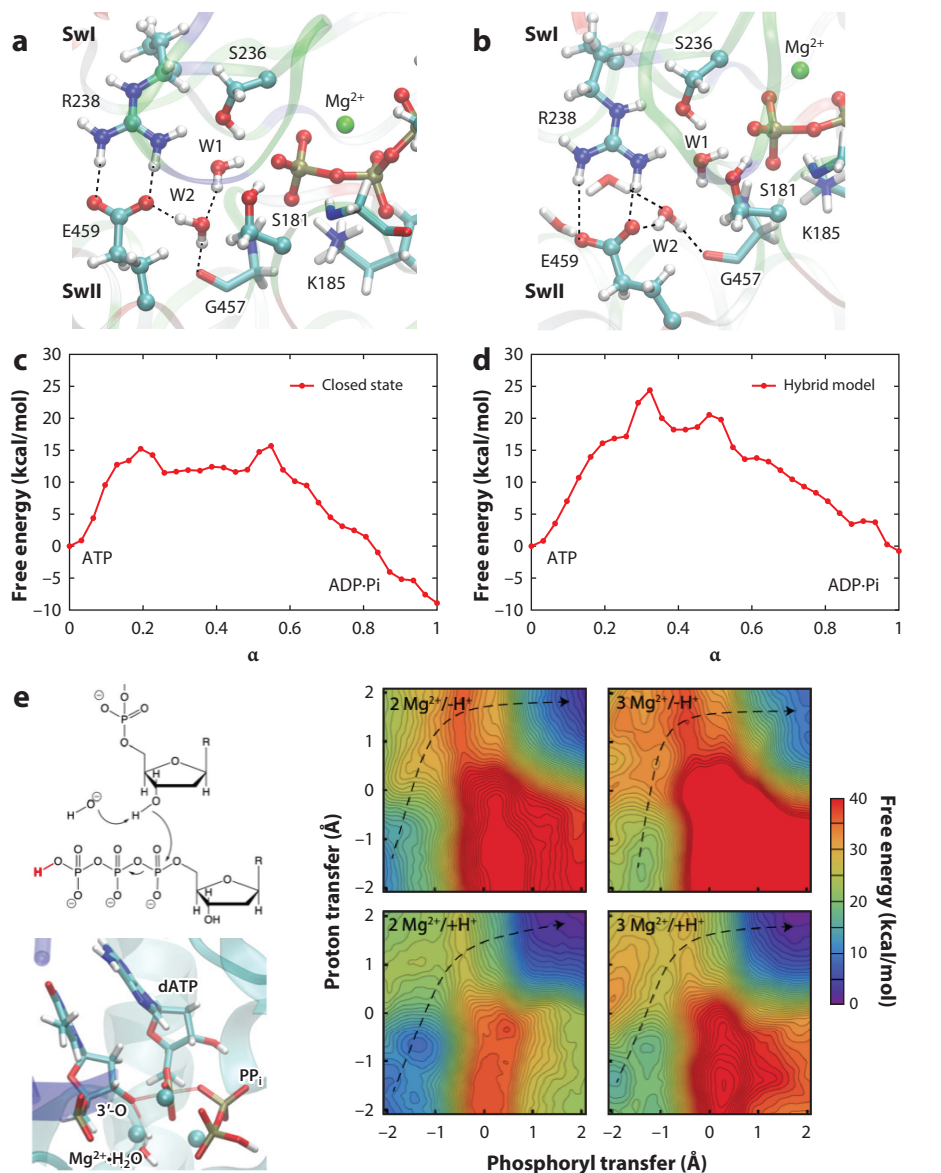 a
SwI
R238
S236
Mg2+
W1
W2
S181
E459
K185
SwII
G457
b
SwI
R238
S236
Mg2+
W1
S181
W2
K185
E459
G457
SwII
c
Free energy (kcal/mol)
30
25
20
15
10
5
0
−5
−10
Closed state
ATP
ADP·Pi
0
0.2
0.4
0.6
0.8
1
α
d
Free energy (kcal/mol)
30
25
20
15
10
5
0
−5
−10
Hybrid model
ATP
ADP·Pi
0
0.2
0.4
0.6
0.8
1
α
e
O
O P O
O
O R
H H
H O
H O
O O O
H O P O P O P O
O O O
O R
H H
OH
dATP
PPi
3′-O
Mg2+·H2O
Proton transfer (Å)
2 Mg2+/-H+
3 Mg2+/-H+
2
1
0
−1
−2
2 Mg2+/+H+
3 Mg2+/+H+
2
1
0
−1
−2
−2 −1 0 1 2
−2 −1 0 1 2
Phosphoryl transfer (Å)
40
30
20
10
0
Free energy (kcal/mol)